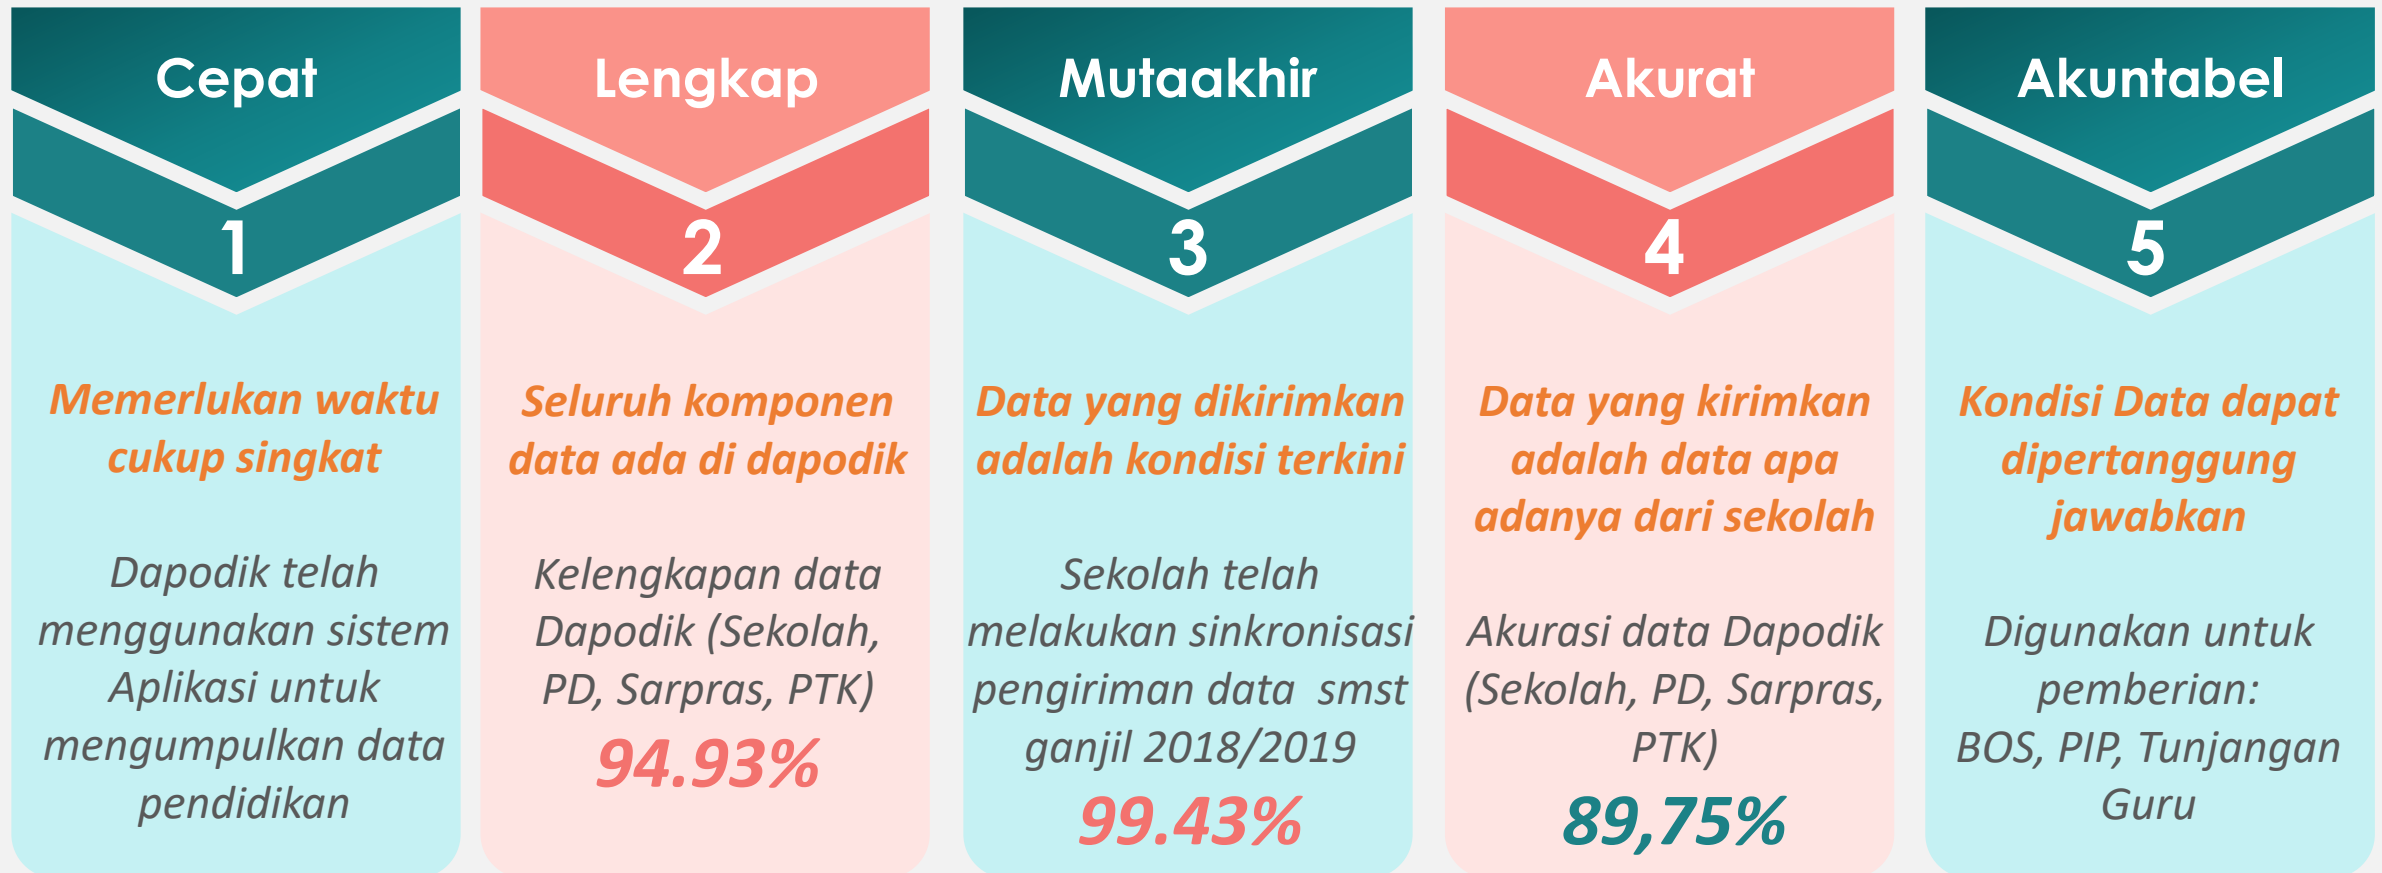 Cepat
1
Memerlukan waktu
cukup singkat
Dapodik telah
menggunakan sistem
Aplikasi untuk
mengumpulkan data
pendidikan
Lengkap
2
Seluruh komponen
data ada di dapodik
Kelengkapan data
Dapodik (Sekolah,
PD, Sarpras, PTK)
94.93%
Mutaakhir
3
Data yang dikirimkan
adalah kondisi terkini
Sekolah telah
melakukan sinkronisasi
pengiriman data smst
ganjil 2018/2019
99.43%
Akurat
4
Data yang kirimkan
adalah data apa
adanya dari sekolah
Akurasi data Dapodik
(Sekolah, PD, Sarpras,
PTK)
89,75%
Akuntabel
5
Kondisi Data dapat
dipertanggung
jawabkan
Digunakan untuk
pemberian:
BOS, PIP, Tunjangan
Guru